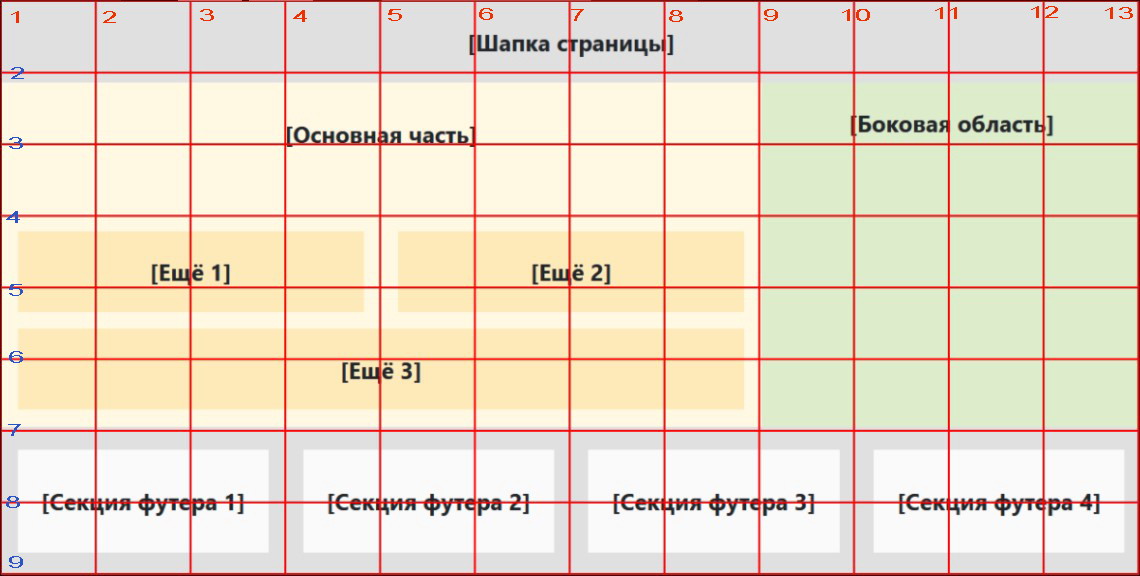 1 2 3 4 5 6 7 8 9 10 11 12 13
[Шапка страницы]
2
[Основная часть]
[Боковая область]
3
4
[Ещё 1] [Ещё 2]
5
6
[Ещё 3]
7
[Секция футера 1] [Секция футера 2] [Секция футера 3] [Секция футера 4]
8
9